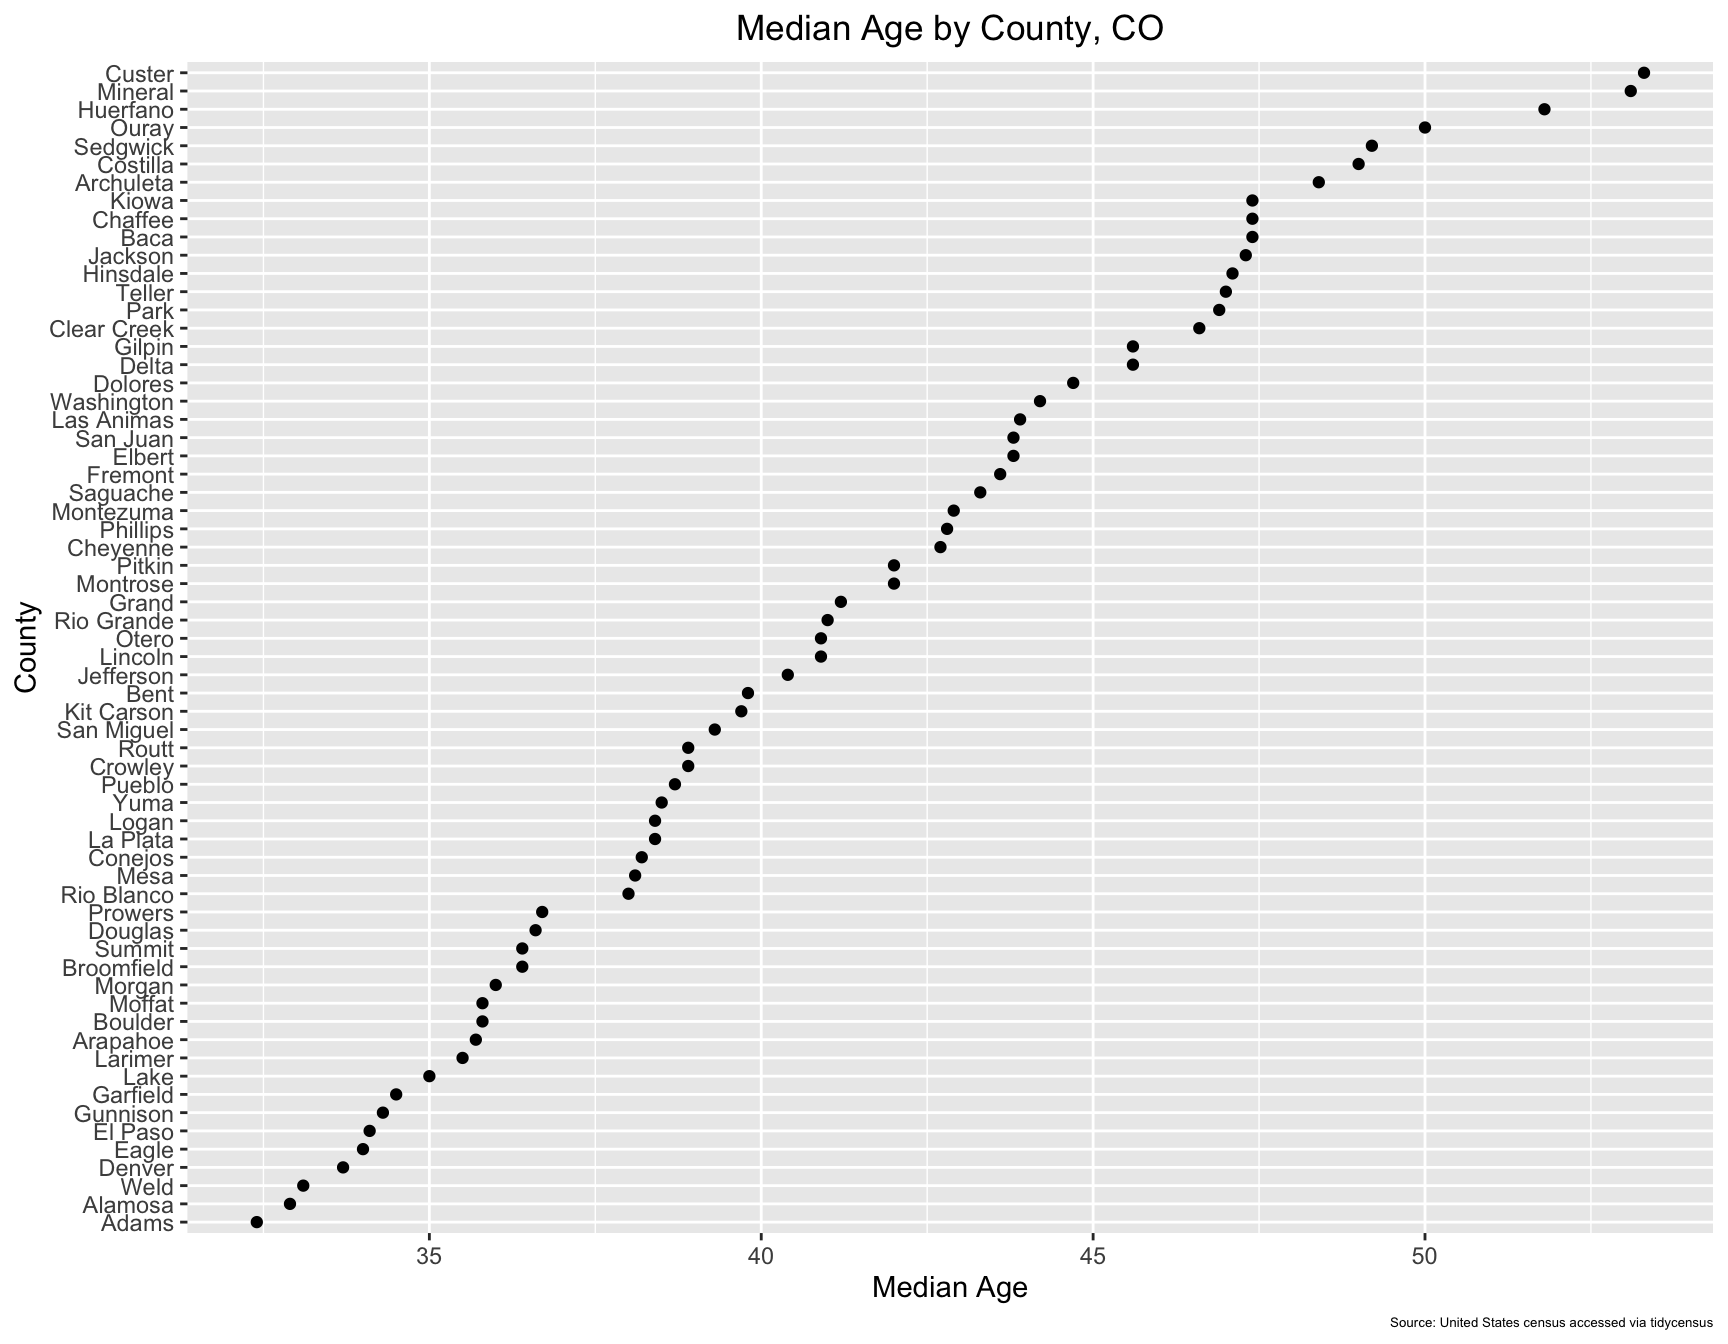 Median Age by County, CO
Custer
Mineral
Huerfano
Ouray
Sedgwick
Costilla
Archuleta
Kiowa
Chaffee
Baca
Jackson
Hinsdale
Teller
Park
Clear Creek
Gilpin
Delta
Dolores
Washington
Las Animas
San Juan
Elbert
Fremont
Saguache
Montezuma
Phillips
Cheyenne
Pitkin
Montrose
Grand
Rio Grande
Otero
Lincoln
Jefferson
Bent
Kit Carson
San Miguel
Routt
Crowley
Pueblo
Yuma
Logan
La Plata
Conejos
Mesa
Rio Blanco
Prowers
Douglas
Summit
Broomfield
Morgan
Moffat
Boulder
Arapahoe
Larimer
Lake
Garfield
Gunnison
El Paso
Eagle
Denver
Weld
Alamosa
Adams
County
35 40 45 50
Median Age
Source: United States census accessed via tidycensus